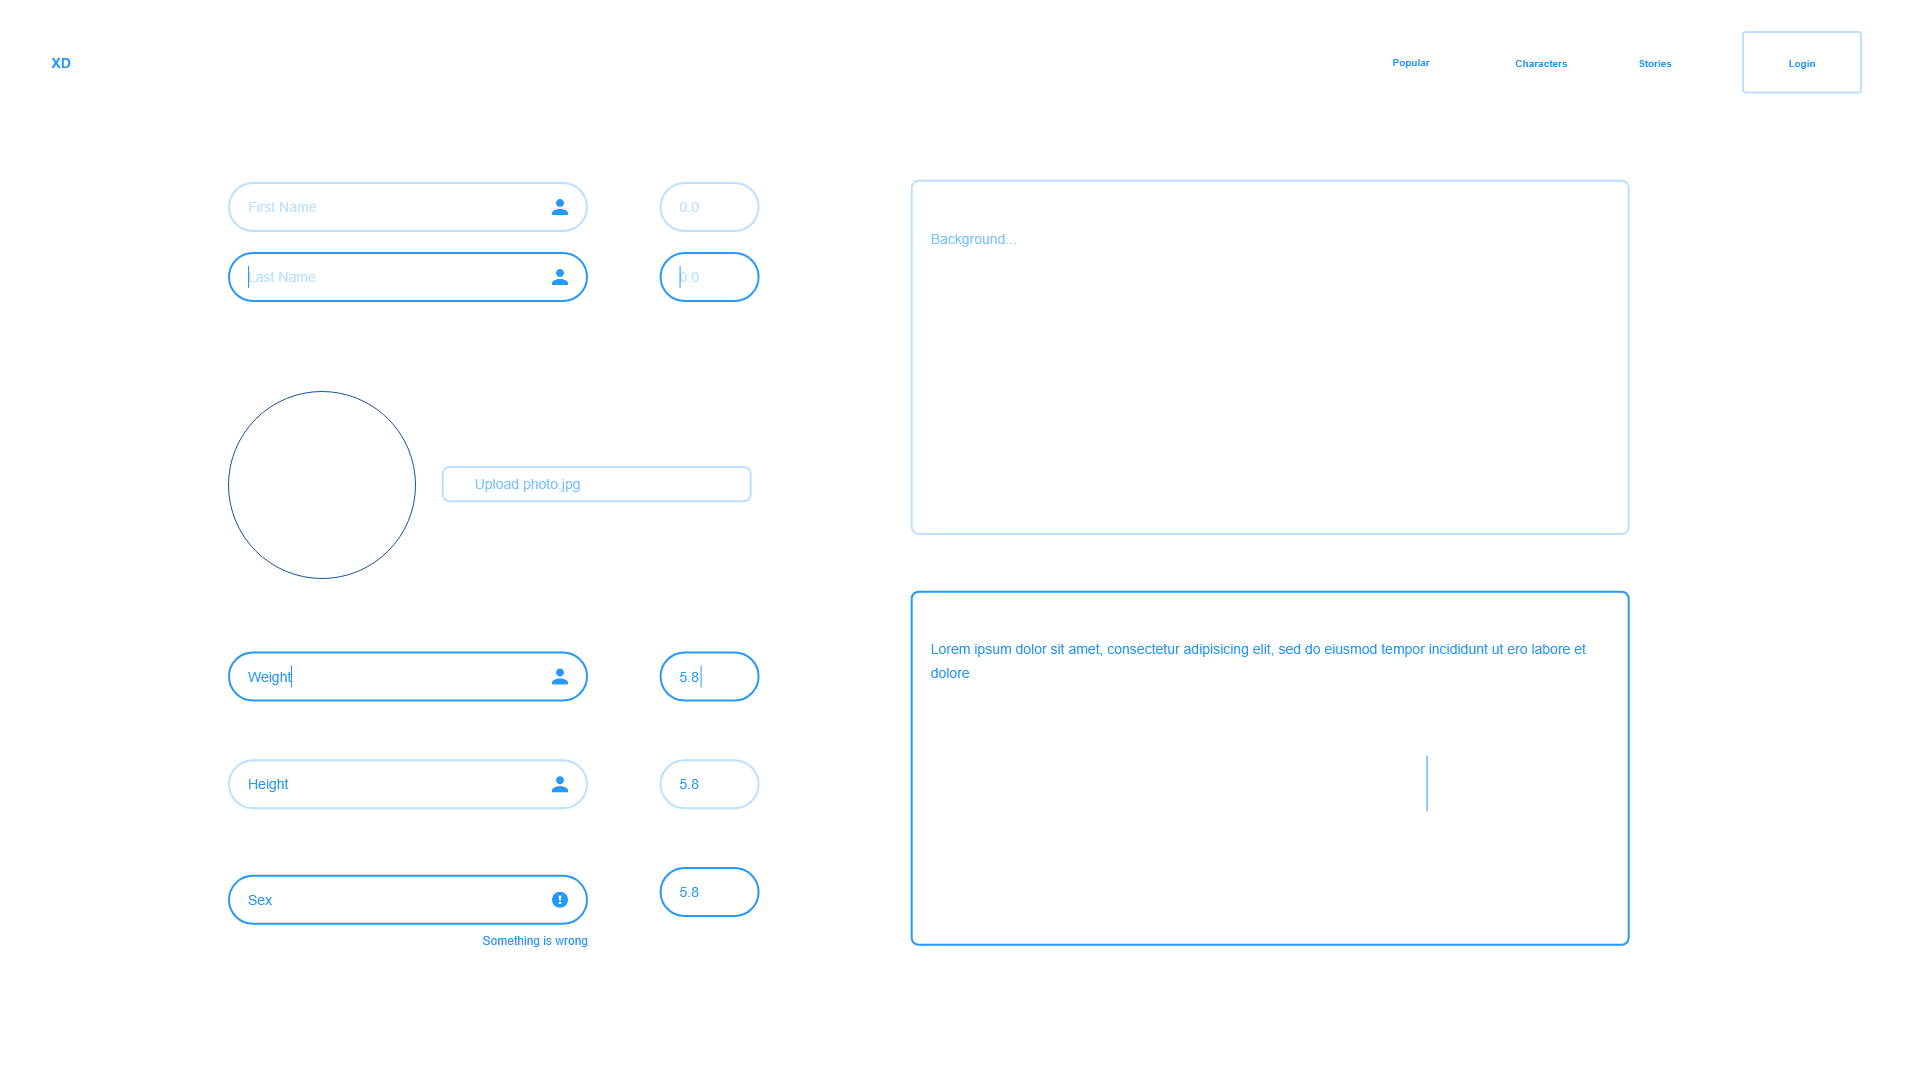 XD
Popular
Characters
Stories
Login
First Name
0.0
Last Name
0.0
Upload photo.jpg
Weight
5.8
Height
5.8
Sex
5.8
Something is wrong
Background...
Lorem ipsum dolor sit amet, consectetur adipisicing elit, sed do eiusmod tempor incididunt ut ero labore et
dolore